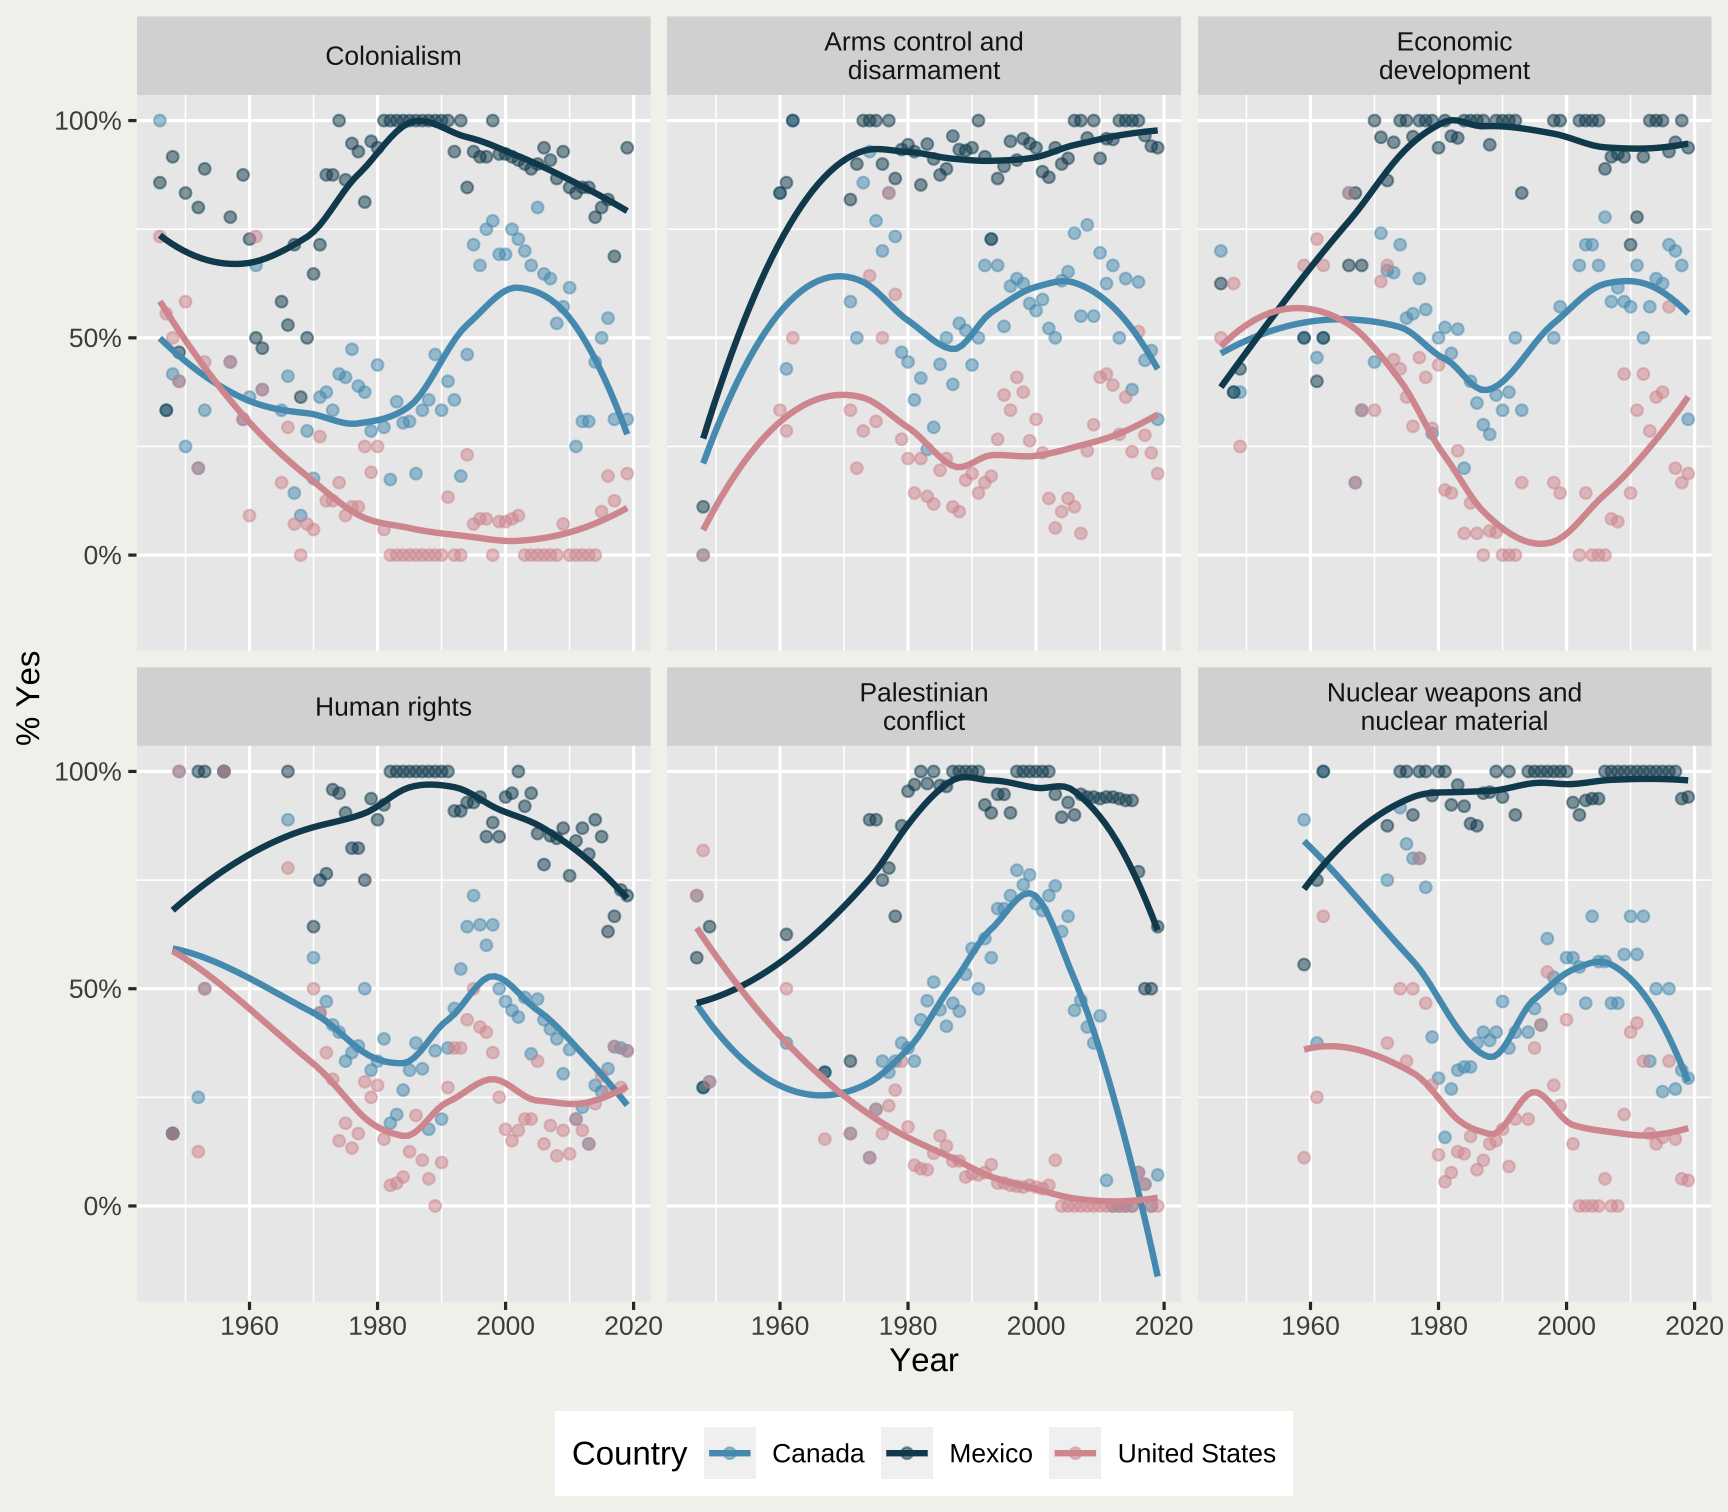 Colonialism
Arms control and
disarmament
Economic
development
100%
50%
0%
% Yes
Human rights
Palestinian
conflict
Nuclear weapons and
nuclear material
100%
50%
0%
1960 1980 2000 2020
1960 1980 2000 2020
1960 1980 2000 2020
Year
Country Canada Mexico United States